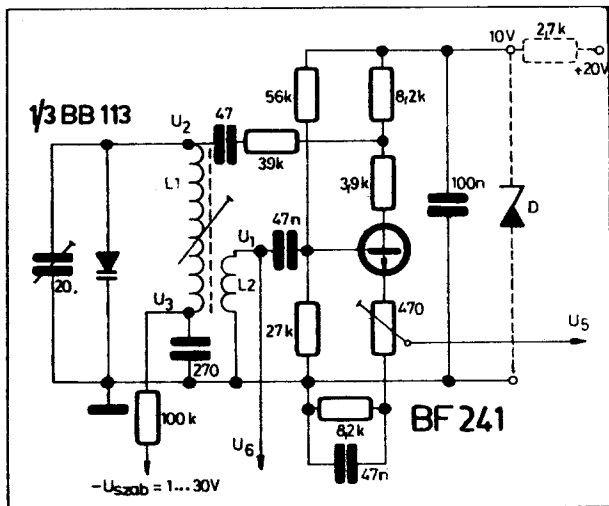 10V
2,7k
+20V
1/3 BB 113
U2
47
56k
8,2k
39k
L1
3,9k
100n
47n
U1
D
20
L2
U3
470
27k
U5
270
100k
8,2k
BF 241
U6
47n
-Uszab = 1...30V